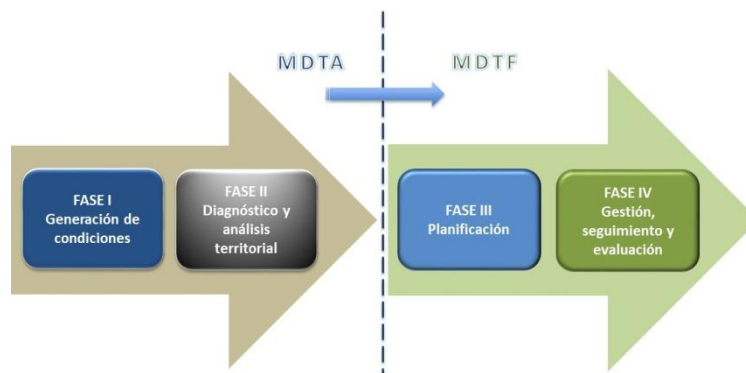 MDTA
MDTF
FASE I
Generación de
condiciones
FASE II
Diagnóstico y
análisis
territorial
FASE III
Planificación
FASE IV
Gestión,
seguimiento y
evaluación